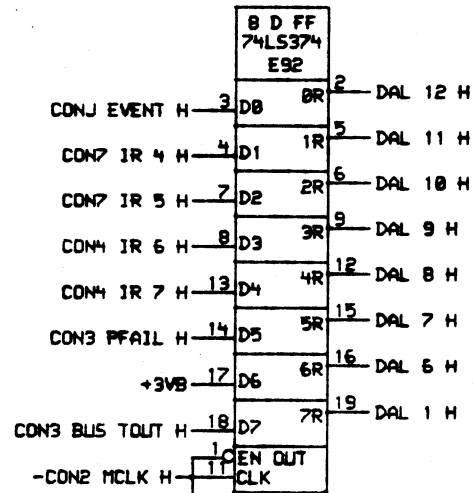 8 D FF
74LS374
E92
CONJ EVENT H 3 D0 0R 2 DAL 12 H
CON7 IR 4 H 4 D1 1R 5 DAL 11 H
CON7 IR 5 H 7 D2 2R 6 DAL 10 H
CON4 IR 6 H 8 D3 3R 9 DAL 9 H
CON4 IR 7 H 13 D4 4R 12 DAL 8 H
CON3 PFAIL H 14 D5 5R 15 DAL 7 H
+3VB 17 D6 6R 16 DAL 6 H
CON3 BUS TOUT H 18 D7 7R 19 DAL 1 H
1 EN OUT
-CON2 MCLK H 11 CLK